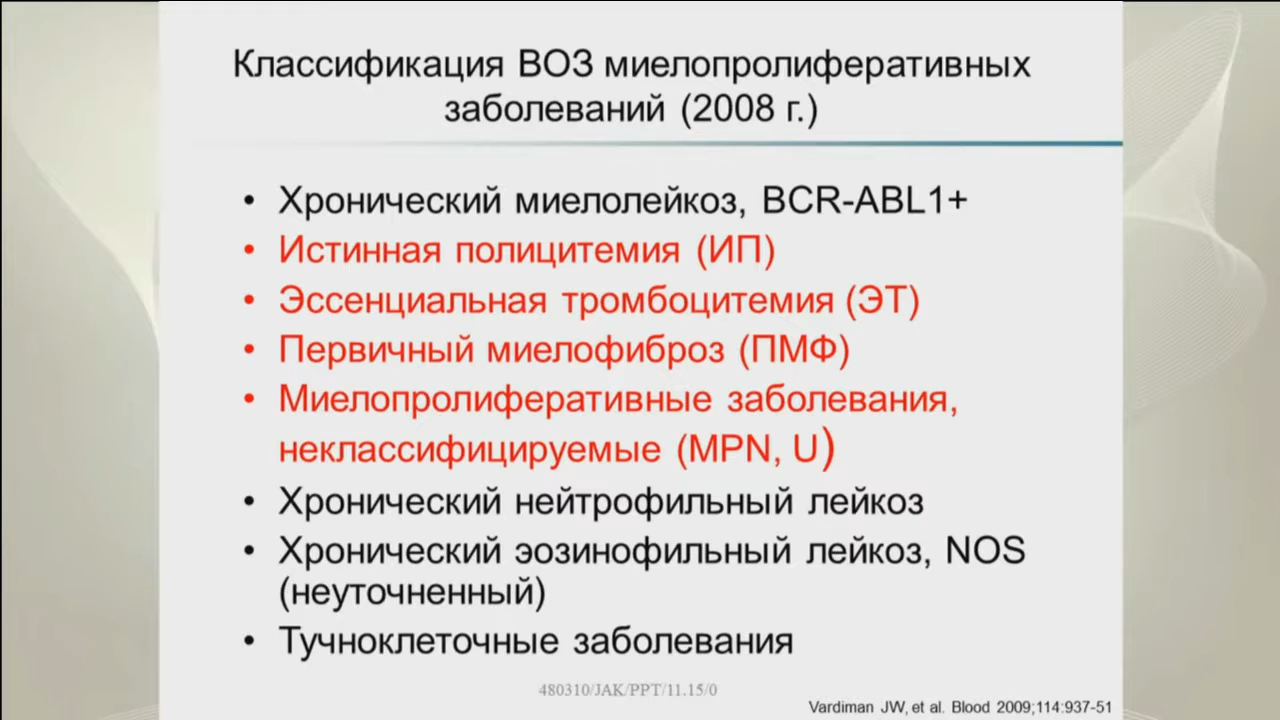 Классификация ВОЗ миелопролиферативных
заболеваний (2008 г.)
• Хронический миелолейкоз, BCR-ABL1+
• Истинная полицитемия (ИП)
• Эссенциальная тромбоцитемия (ЭТ)
• Первичный миелофиброз (ПМФ)
• Миелопролиферативные заболевания,
неклассифицируемые (MPN, U)
• Хронический нейтрофильный лейкоз
• Хронический эозинофильный лейкоз, NOS
(неуточненный)
• Тучноклеточные заболевания
480310/JAK/PPT/11.15/0
Vardiman JW, et al. Blood 2009;114:937-51